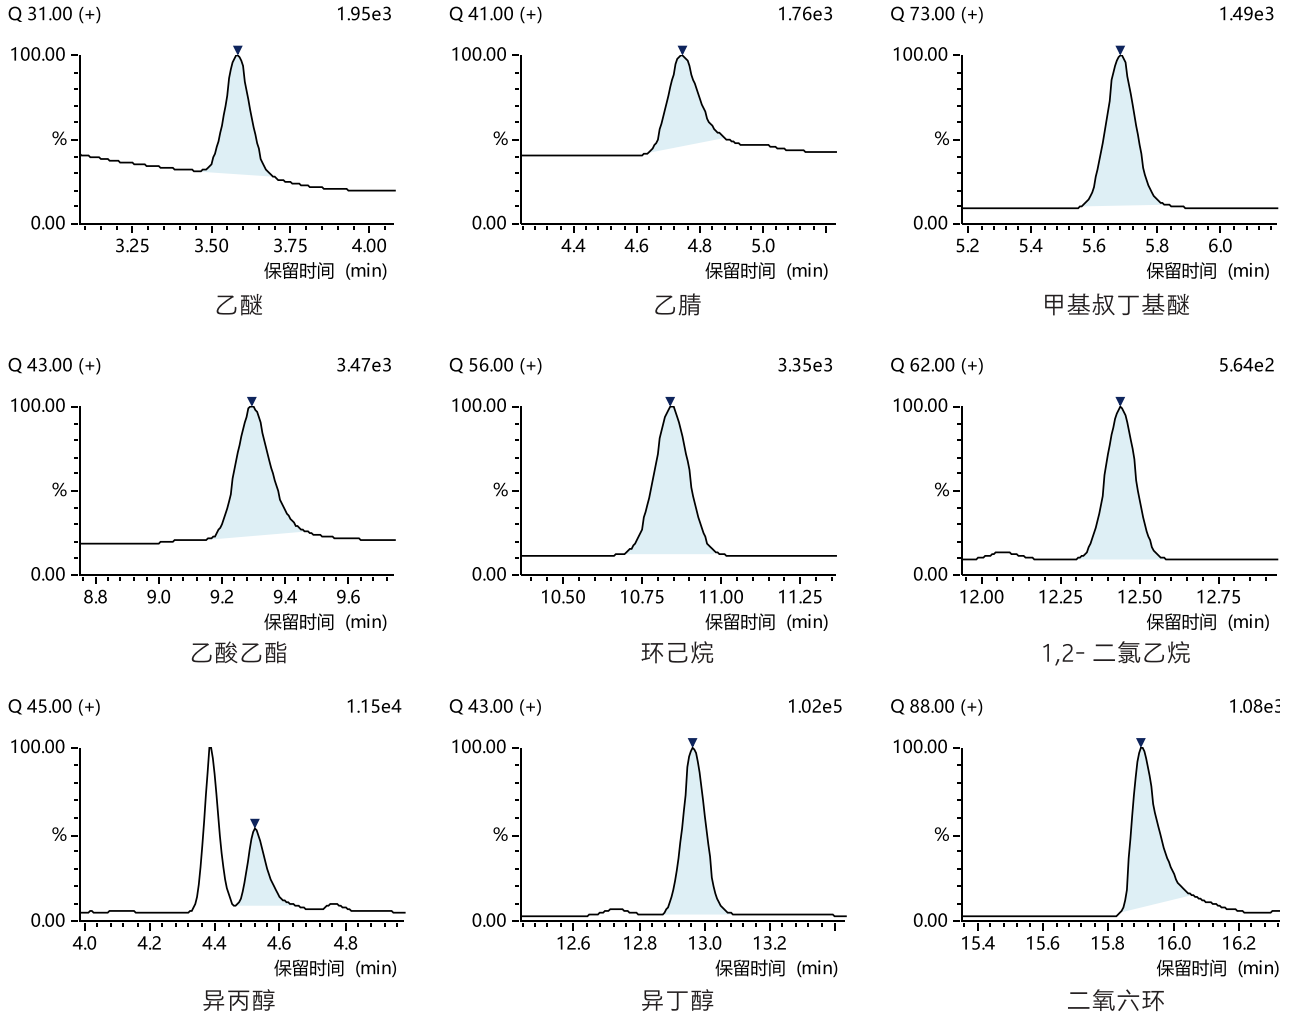 Q 31.00 (+) 1.95e3
100.00
%
0.00
3.25 3.50 3.75 4.00
保留时间 (min)
乙醚
Q 41.00 (+) 1.76e3
100.00
%
0.00
4.4 4.6 4.8 5.0
保留时间 (min)
乙腈
Q 73.00 (+) 1.49e3
100.00
%
0.00
5.2 5.4 5.6 5.8 6.0
保留时间 (min)
甲基叔丁基醚
Q 43.00 (+) 3.47e3
100.00
%
0.00
8.8 9.0 9.2 9.4 9.6
保留时间 (min)
乙酸乙酯
Q 56.00 (+) 3.35e3
100.00
%
0.00
10.50 10.75 11.00 11.25
保留时间 (min)
环己烷
Q 62.00 (+) 5.64e2
100.00
%
0.00
12.00 12.25 12.50 12.75
保留时间 (min)
1,2- 二氯乙烷
Q 45.00 (+) 1.15e4
100.00
%
0.00
4.0 4.2 4.4 4.6 4.8
保留时间 (min)
异丙醇
Q 43.00 (+) 1.02e5
100.00
%
0.00
12.6 12.8 13.0 13.2
保留时间 (min)
异丁醇
Q 88.00 (+) 1.08e3
100.00
%
0.00
15.4 15.6 15.8 16.0 16.2
保留时间 (min)
二氧六环